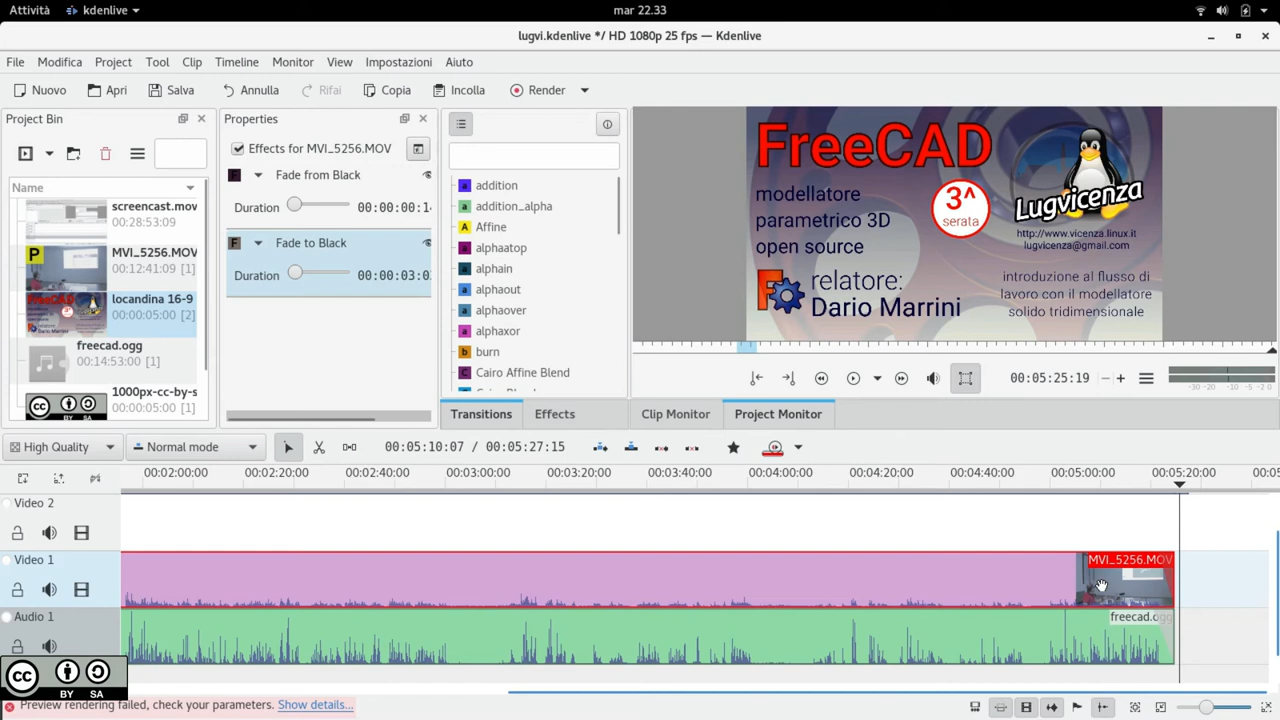 Attività
kdenlive
mar 22.33
lugvi.kdenlive */ HD 1080p 25 fps — Kdenlive
File Modifica Project Tool Clip Timeline Monitor View Impostazioni Aiuto
Nuovo Apri Salva Annulla Rifai Copia Incolla Render
Project Bin
Name
screencast.mov
00:28:53:09
P
MVI_5256.MOV
00:12:41:09 [1]
locandina 16-9
00:00:05:00 [2]
freecad.ogg
00:14:53:00 [1]
1000px-cc-by-s
00:00:05:00 [1]
cc BY SA
Properties
Effects for MVI_5256.MOV
F Fade from Black
Duration 00:00:00:1
F Fade to Black
Duration 00:00:03:0
addition
addition_alpha
Affine
alphaatop
alphain
alphaout
alphaover
alphaxor
burn
Cairo Affine Blend
Transitions Effects
FreeCAD
modellatore
parametrico 3D
open source
3^
serata
Lugvicenza
http://www.vicenza.linux.it
lugvicenza@gmail.com
relatore:
Dario Marrini
introduzione al flusso di
lavoro con il modellatore
solido tridimensionale
00:05:25:19
-30 -20 -10 -6 -2 0
Clip Monitor Project Monitor
High Quality Normal mode 00:05:10:07 / 00:05:27:15
00:02:00:00 00:02:20:00 00:02:40:00 00:03:00:00 00:03:20:00 00:03:40:00 00:04:00:00 00:04:20:00 00:04:40:00 00:05:00:00 00:05:20:00
Video 2
Video 1
MVI_5256.MOV
Audio 1
freecad.ogg
cc BY SA
Preview rendering failed, check your parameters. Show details...